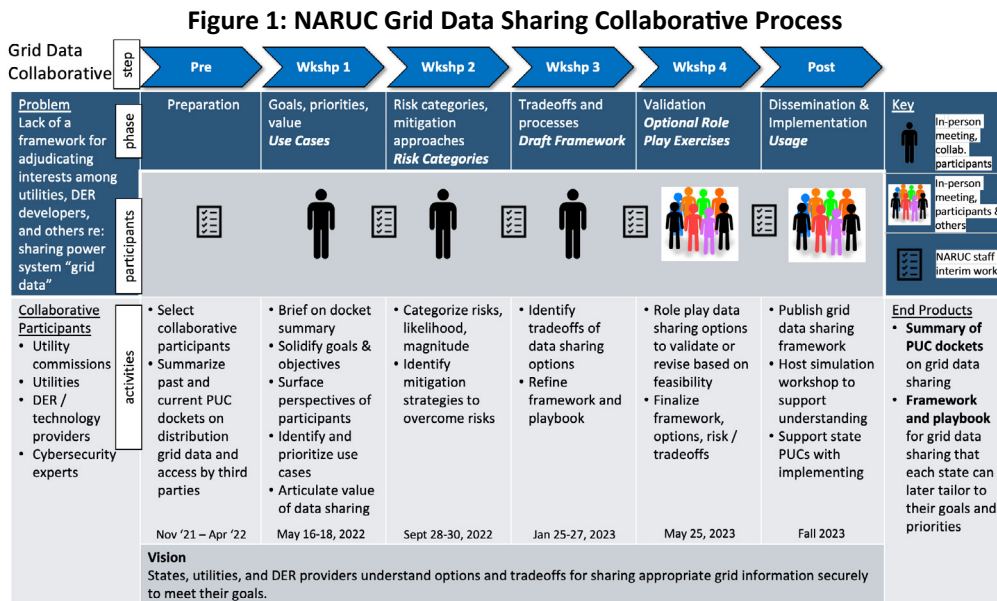 Figure 1: NARUC Grid Data Sharing Collaborative Process
Grid Data
Collaborative
step
Pre
Wkshp 1
Wkshp 2
Wkshp 3
Wkshp 4
Post
Problem
Lack of a
framework for
adjudicating
interests among
utilities, DER
developers,
and others re:
sharing power
system “grid
data”
phase
Preparation
Goals, priorities,
value
Use Cases
Risk categories,
mitigation
approaches
Risk Categories
Tradeoffs and
processes
Draft Framework
Validation
Optional Role
Play Exercises
Dissemination &
Implementation
Usage
Key
In-person
meeting,
collab.
participants
In-person
meeting,
participants &
others
NARUC staff
interim work
participants
Collaborative
Participants
• Utility
commissions
• Utilities
• DER /
technology
providers
• Cybersecurity
experts
activities
• Select
collaborative
participants
• Summarize
past and
current PUC
dockets on
distribution
grid data and
access by third
parties
Nov ‘21 – Apr ‘22
• Brief on docket
summary
• Solidify goals &
objectives
• Surface
perspectives of
participants
• Identify and
prioritize use
cases
• Articulate value
of data sharing
May 16-18, 2022
• Categorize risks,
likelihood,
magnitude
• Identify
mitigation
strategies to
overcome risks
Sept 28-30, 2022
• Identify
tradeoffs of
data sharing
options
• Refine
framework and
playbook
Jan 25-27, 2023
• Role play data
sharing options
to validate or
revise based on
feasibility
• Finalize
framework,
options, risk /
tradeoffs
May 25, 2023
• Publish grid
data sharing
framework
• Host simulation
workshop to
support
understanding
• Support state
PUCs with
implementing
Fall 2023
End Products
• Summary of
PUC dockets
on grid data
sharing
• Framework
and playbook
for grid data
sharing that
each state can
later tailor to
their goals and
priorities
Vision
States, utilities, and DER providers understand options and tradeoffs for sharing appropriate grid information securely
to meet their goals.